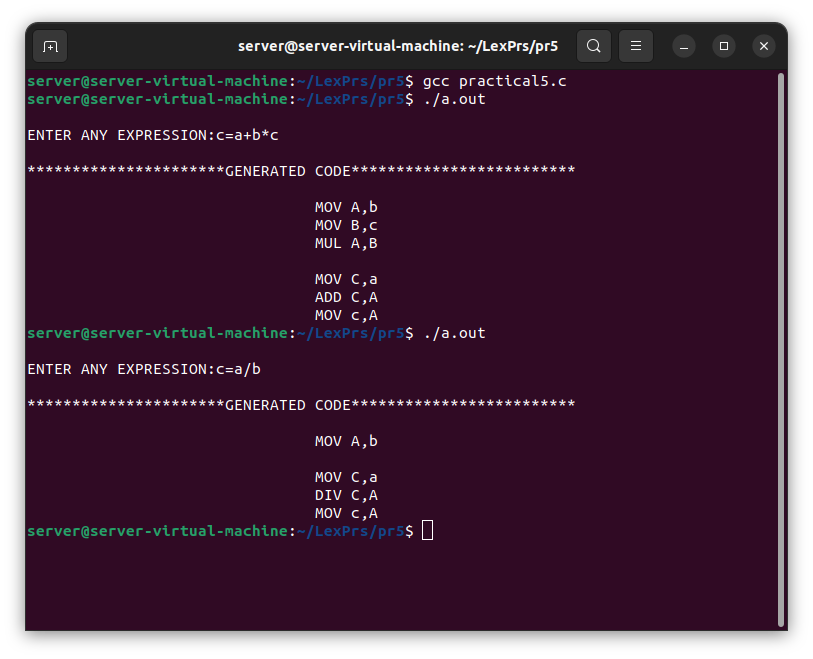 server@server-virtual-machine: ~/LexPrs/pr5
server@server-virtual-machine:~/LexPrs/pr5$ gcc practical5.c
server@server-virtual-machine:~/LexPrs/pr5$ ./a.out
ENTER ANY EXPRESSION:c=a+b*c
**********************GENERATED CODE*************************
MOV A,b
MOV B,c
MUL A,B
MOV C,a
ADD C,A
MOV c,A
server@server-virtual-machine:~/LexPrs/pr5$ ./a.out
ENTER ANY EXPRESSION:c=a/b
**********************GENERATED CODE*************************
MOV A,b
MOV C,a
DIV C,A
MOV c,A
server@server-virtual-machine:~/LexPrs/pr5$